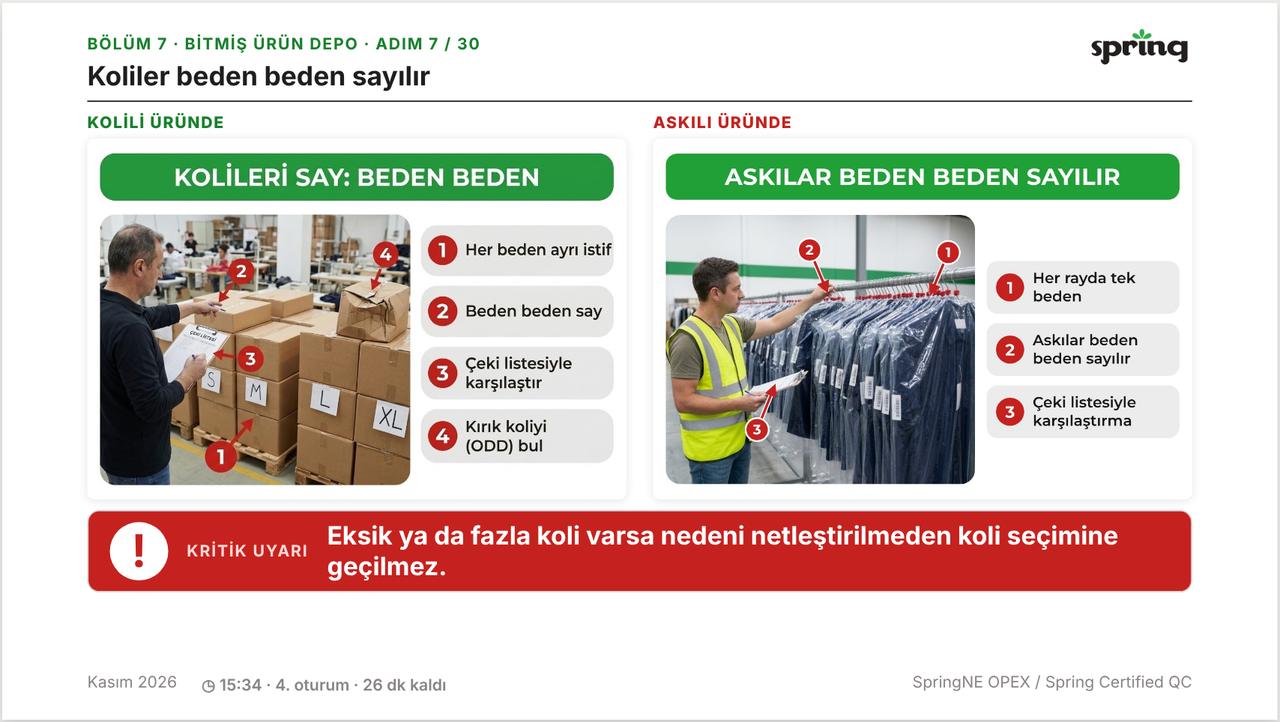 BÖLÜM 7 · BİTMİŞ ÜRÜN DEPO · ADIM 7 / 30
spring
Koliler beden beden sayılır
KOLİLİ ÜRÜNDE
KOLİLERİ SAY: BEDEN BEDEN
ÇEKİ LİSTESİ
S
M
L
XL
2
4
3
1
1 Her beden ayrı istif
2 Beden beden say
3 Çeki listesiyle
karşılaştır
4 Kırık koliyi
(ODD) bul
ASKILI ÜRÜNDE
ASKILAR BEDEN BEDEN SAYILIR
2
1
3
1 Her rayda tek
beden
2 Askılar beden
beden sayılır
3 Çeki listesiyle
karşılaştırma
! KRİTİK UYARI
Eksik ya da fazla koli varsa nedeni netleştirilmeden koli seçimine
geçilmez.
Kasım 2026
15:34 · 4. oturum · 26 dk kaldı
SpringNE OPEX / Spring Certified QC